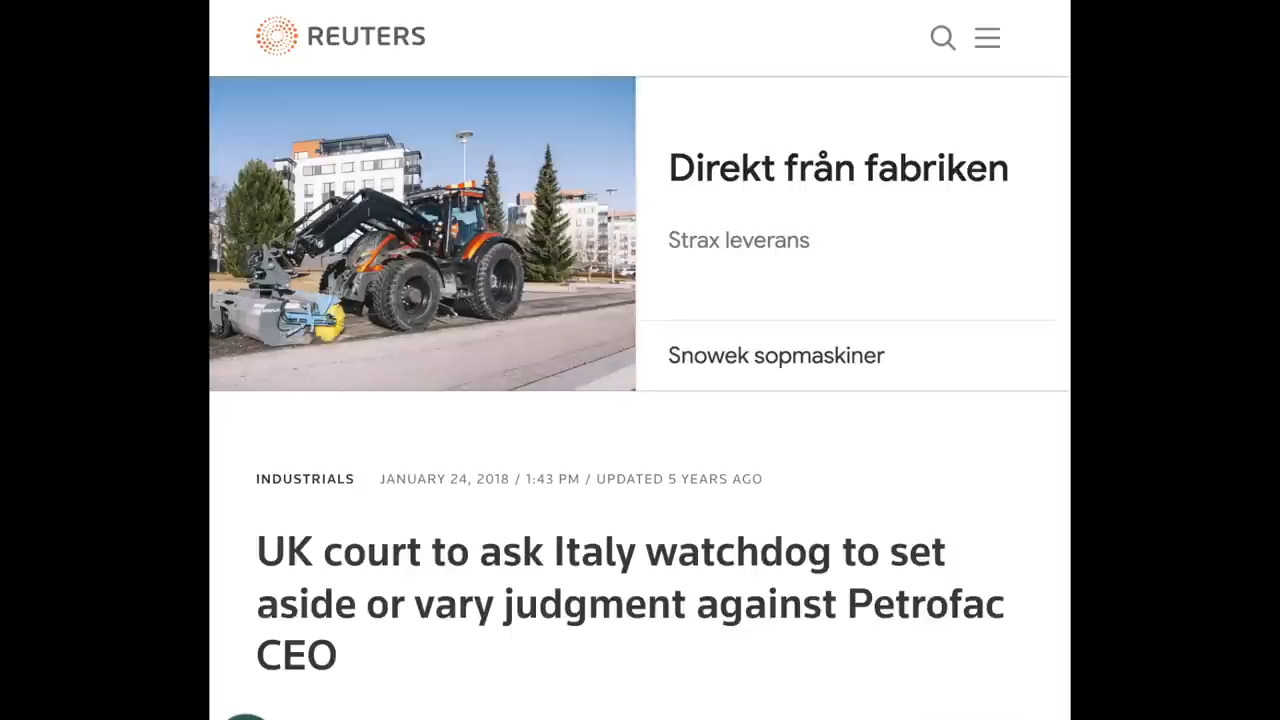 REUTERS
Direkt från fabriken
Strax leverans
Snowek sopmaskiner
INDUSTRIALS JANUARY 24, 2018 / 1:43 PM / UPDATED 5 YEARS AGO
UK court to ask Italy watchdog to set
aside or vary judgment against Petrofac
CEO